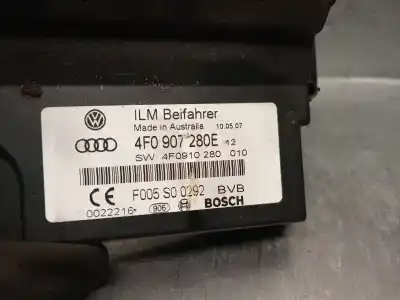 ILM Beifahrer
Made in Australia 10.05.07
4F0 907 280E 12
SW 4F0910 280 010
F005 S0 0292 BVB
0022216* 906 BOSCH